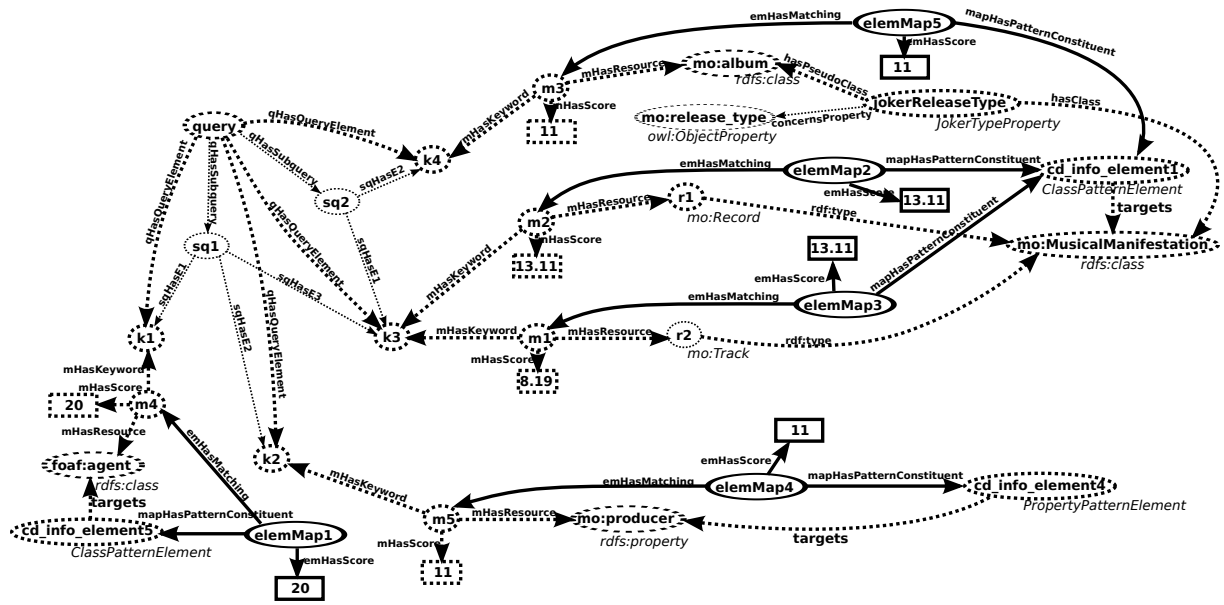 elemMap5
emHasMatching
mapHasPatternConstituent
emHasScore
11
mHasResource
mo:album
rdfs:class
hasPseudoClass
m3
mHasKeyword
mHasScore
11
jokerReleaseType
JokerTypeProperty
hasClass
mo:release_type
owl:ObjectProperty
concernsProperty
query
qHasQueryElement
qHasSubquery
qHasSubquery
qHasQueryElement
qHasQueryElement
qHasQueryElement
k4
sqHasE2
sq2
sqHasE1
emHasMatching
elemMap2
mapHasPatternConstituent
cd_info_element1
ClassPatternElement
targets
emHasScore
13.11
mHasResource
r1
mo:Record
rdf:type
m2
mHasKeyword
mHasScore
13.11
mo:MusicalManifestation
rdfs:class
sq1
sqHasE1
sqHasE2
sqHasE3
13.11
emHasScore
mapHasPatternConstituent
emHasMatching
elemMap3
k1
k3
mHasKeyword
m1
mHasResource
r2
mo:Track
rdf:type
mHasScore
8.19
mHasKeyword
mHasScore
20
m4
mHasResource
foaf:agent
rdfs:class
targets
emHasMatching
k2
mHasKeyword
11
emHasScore
emHasMatching
elemMap4
mapHasPatternConstituent
cd_info_element4
PropertyPatternElement
targets
m5
mHasResource
mo:producer
rdfs:property
mHasScore
11
mapHasPatternConstituent
cd_info_element5
ClassPatternElement
elemMap1
emHasScore
20